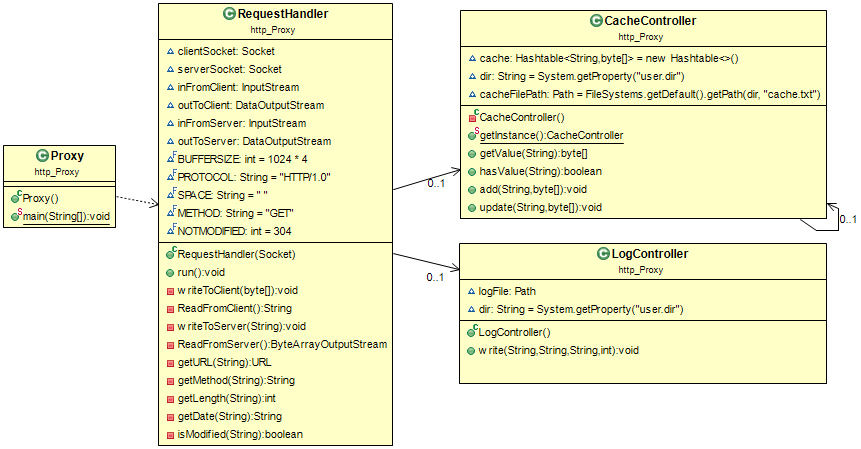 Proxy
http_Proxy
Proxy()
main(String[]):void
RequestHandler
http_Proxy
clientSocket: Socket
serverSocket: Socket
inFromClient: InputStream
outToClient: DataOutputStream
inFromServer: InputStream
outToServer: DataOutputStream
BUFFERSIZE: int = 1024 * 4
PROTOCOL: String = "HTTP/1.0"
SPACE: String = " "
METHOD: String = "GET"
NOTMODIFIED: int = 304
RequestHandler(Socket)
run():void
writeToClient(byte[]):void
ReadFromClient():String
writeToServer(String):void
ReadFromServer():ByteArrayOutputStream
getURL(String):URL
getMethod(String):String
getLength(String):int
getDate(String):String
isModified(String):boolean
0..1
0..1
CacheController
http_Proxy
cache: Hashtable<String,byte[]> = new Hashtable<>()
dir: String = System.getProperty("user.dir")
cacheFilePath: Path = FileSystems.getDefault().getPath(dir, "cache.txt")
CacheController()
getInstance():CacheController
getValue(String):byte[]
hasValue(String):boolean
add(String,byte[]):void
update(String,byte[]):void
0..1
LogController
http_Proxy
logFile: Path
dir: String = System.getProperty("user.dir")
LogController()
write(String,String,String,int):void